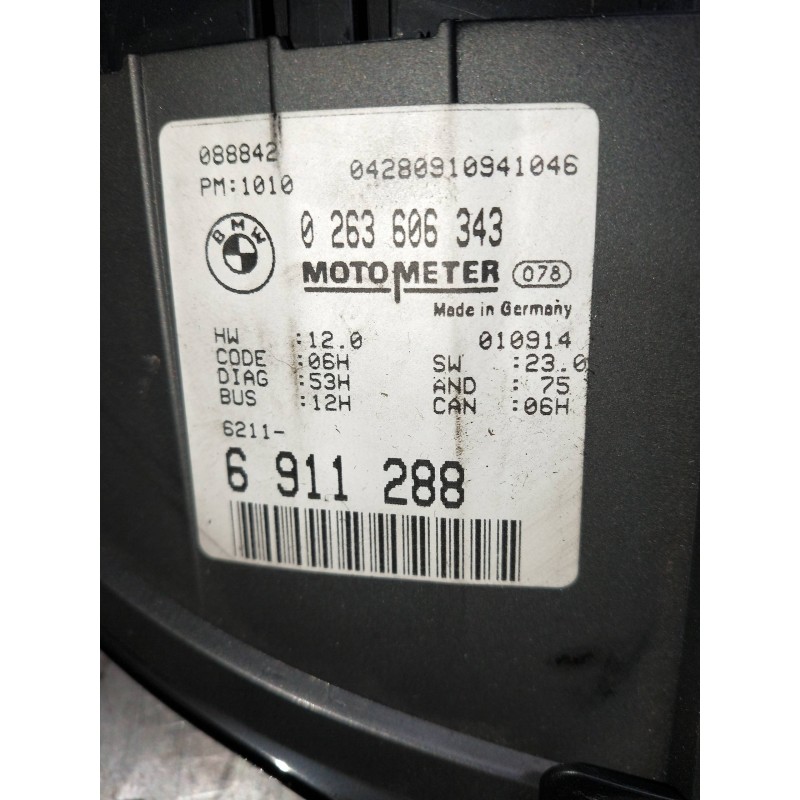 088842 04280910941046
PM:1010
BMW 0 263 606 343
MOTOMETER 078
Made in Germany
HW :12.0 010914
CODE :06H SW :23.0
DIAG :53H AND : 75
BUS :12H CAN :06H
6211-
6 911 288